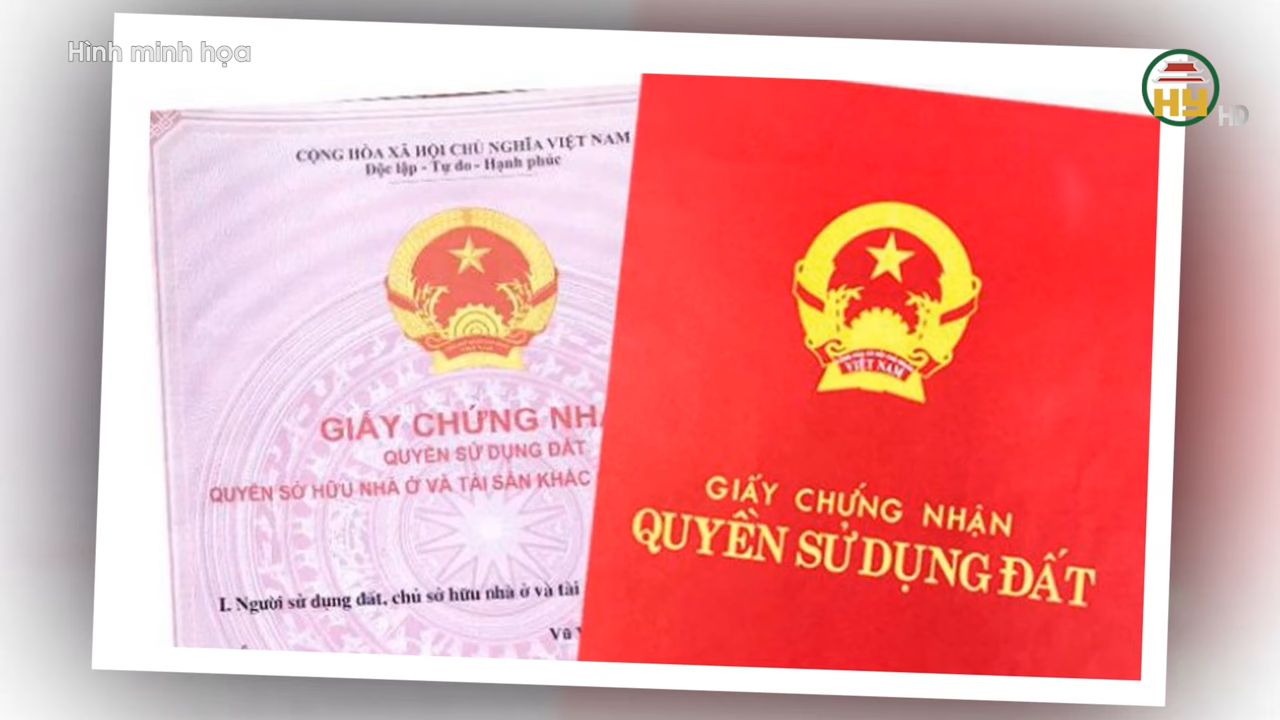 Hình minh họa
HY
HD
CỘNG HÒA XÃ HỘI CHỦ NGHĨA VIỆT NAM
Độc lập - Tự do - Hạnh phúc
GIẤY CHỨNG NHẬ
QUYỀN SỬ DỤNG ĐẤT
QUYỀN SỞ HỮU NHÀ Ở VÀ TÀI SẢN KHÁC
I. Người sử dụng đất, chủ sở hữu nhà ở và tài
Vũ
VIỆT NAM
GIẤY CHỨNG NHẬN
QUYỀN SỬ DỤNG ĐẤT